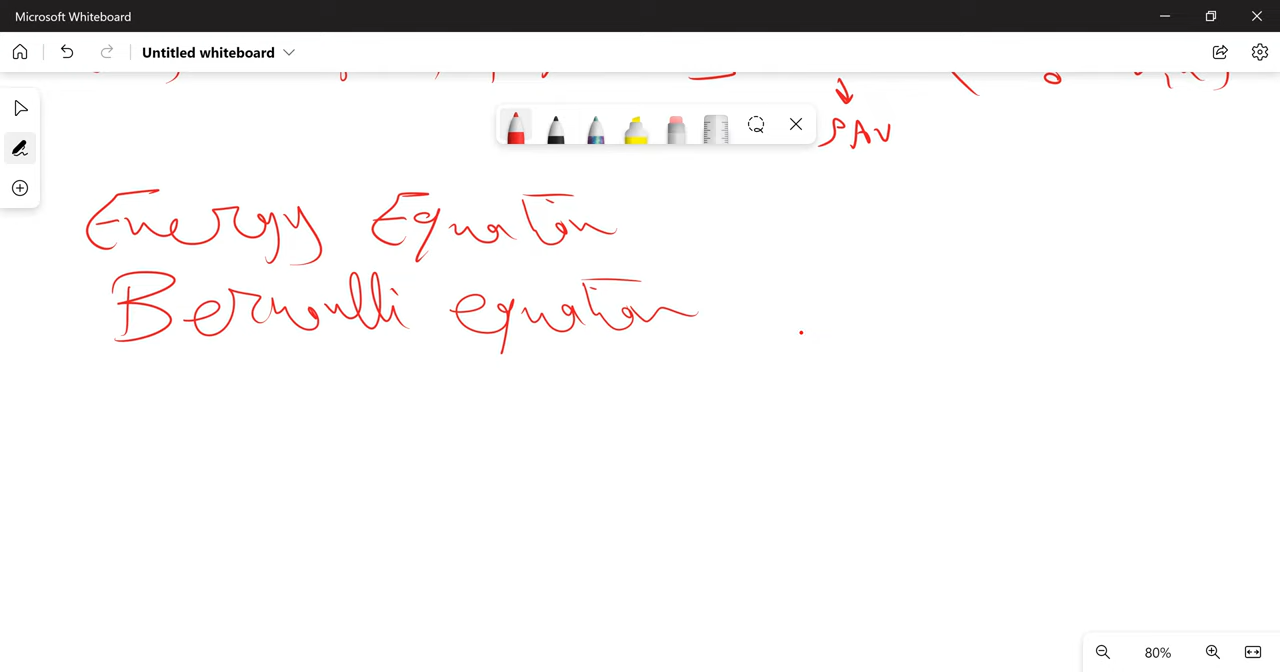 Microsoft Whiteboard
Untitled whiteboard
ρAV
Energy Equation
Bernoulli equation
80%